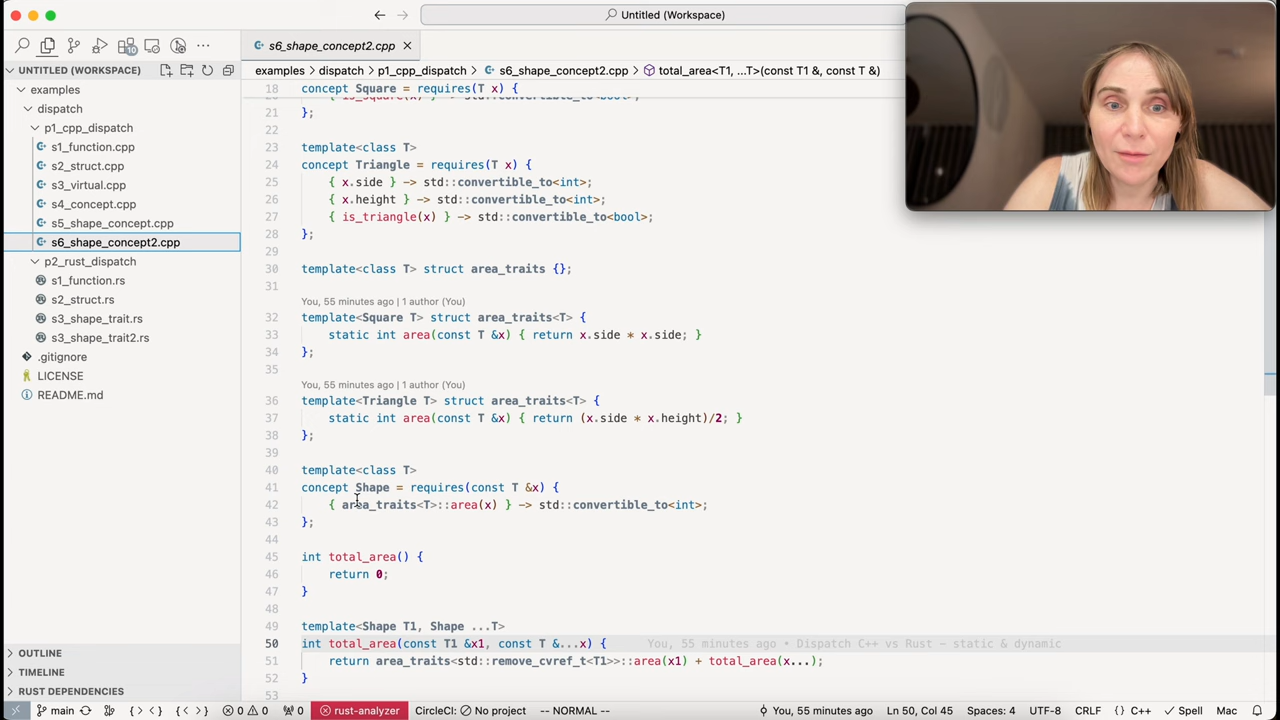 Untitled (Workspace)
10
s6_shape_concept2.cpp
UNTITLED (WORKSPACE)
examples dispatch p1_cpp_dispatch s6_shape_concept2.cpp total_area<T1, ...T>(const T1 &, const T &)
examples
dispatch
p1_cpp_dispatch
s1_function.cpp
s2_struct.cpp
s3_virtual.cpp
s4_concept.cpp
s5_shape_concept.cpp
s6_shape_concept2.cpp
p2_rust_dispatch
s1_function.rs
s2_struct.rs
s3_shape_trait.rs
s3_shape_trait2.rs
.gitignore
LICENSE
README.md
OUTLINE
TIMELINE
RUST DEPENDENCIES
18 concept Square = requires(T x) {
20 { is_square(x) } -> std::convertible_to<bool>;
21 };
22
23 template<class T>
24 concept Triangle = requires(T x) {
25 { x.side } -> std::convertible_to<int>;
26 { x.height } -> std::convertible_to<int>;
27 { is_triangle(x) } -> std::convertible_to<bool>;
28 };
29
30 template<class T> struct area_traits {};
31
You, 55 minutes ago | 1 author (You)
32 template<Square T> struct area_traits<T> {
33 static int area(const T &x) { return x.side * x.side; }
34 };
35
You, 55 minutes ago | 1 author (You)
36 template<Triangle T> struct area_traits<T> {
37 static int area(const T &x) { return (x.side * x.height)/2; }
38 };
39
40 template<class T>
41 concept Shape = requires(const T &x) {
42 { area_traits<T>::area(x) } -> std::convertible_to<int>;
43 };
44
45 int total_area() {
46 return 0;
47 }
48
49 template<Shape T1, Shape ...T>
50 int total_area(const T1 &x1, const T &...x) { You, 55 minutes ago • Dispatch C++ vs Rust – static & dynamic
51 return area_traits<std::remove_cvref_t<T1>>::area(x1) + total_area(x...);
52 }
53
main 0 0 0 rust-analyzer CircleCI: No project -- NORMAL -- You, 55 minutes ago Ln 50, Col 45 Spaces: 4 UTF-8 CRLF {} C++ Spell Mac